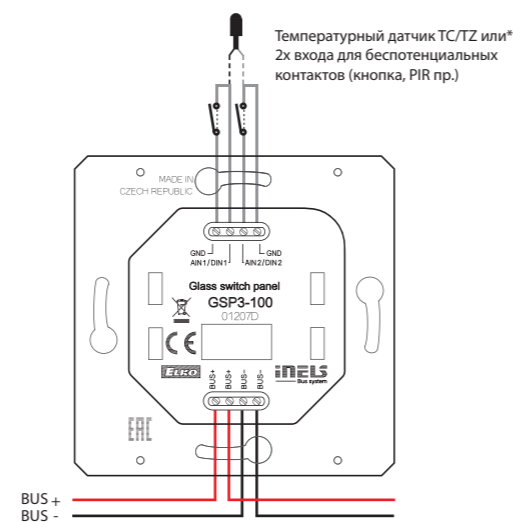 Температурный датчик TC/TZ или*
2x входа для беспотенциальных
контактов (кнопка, PIR пр.)
MADE IN
CZECH REPUBLIC
GND
AIN1/DIN1
GND
AIN2/DIN2
Glass switch panel
GSP3-100
01207D
CE
ELKO
BUS+
BUS+
BUS-
BUS-
iNELS
Bus system
EAC
BUS +
BUS -